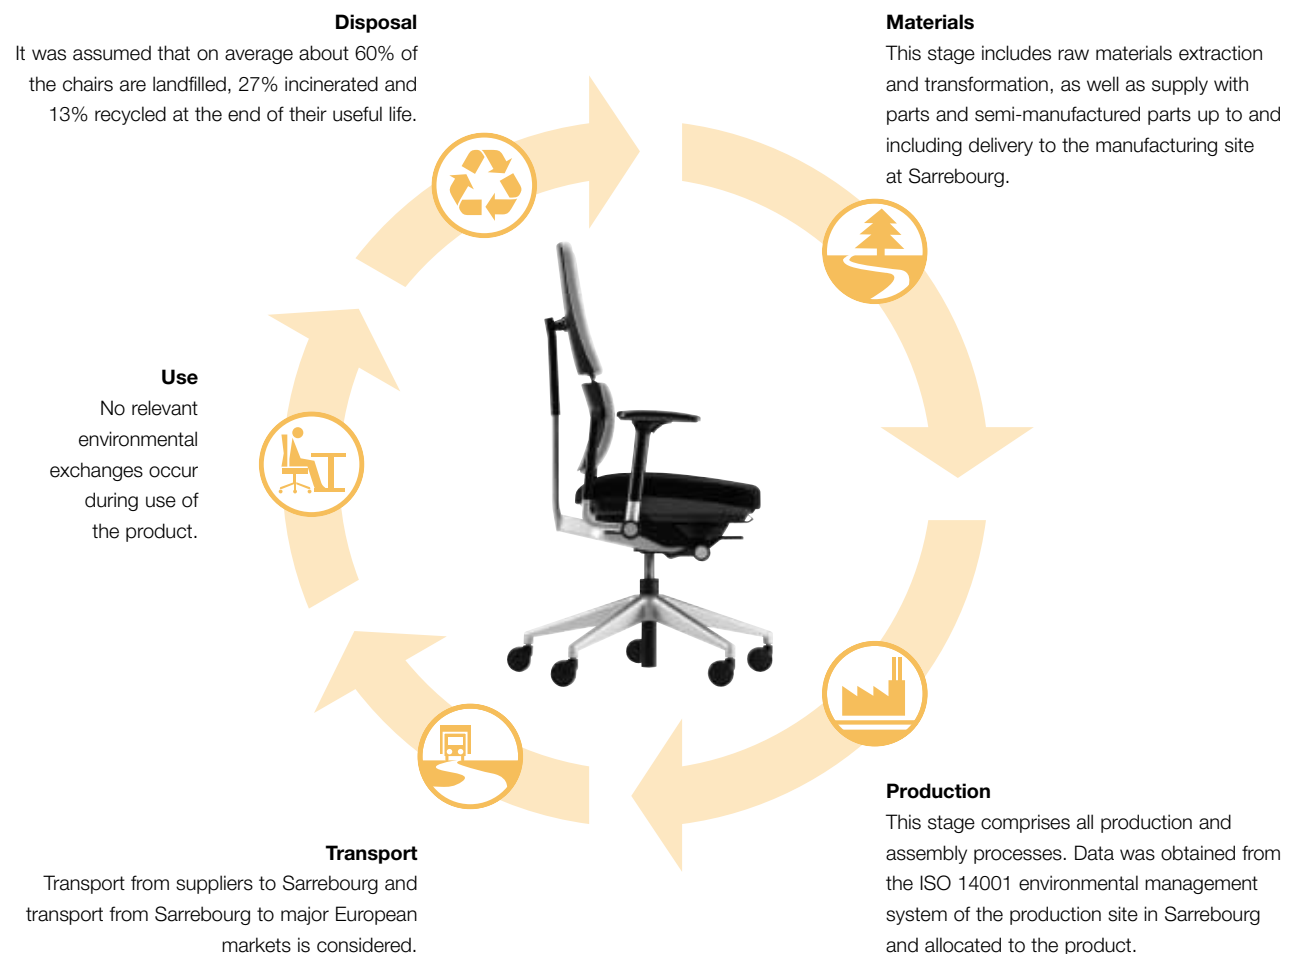 Disposal
It was assumed that on average about 60% of
the chairs are landfilled, 27% incinerated and
13% recycled at the end of their useful life.
Materials
This stage includes raw materials extraction
and transformation, as well as supply with
parts and semi-manufactured parts up to and
including delivery to the manufacturing site
at Sarrebourg.
Use
No relevant
environmental
exchanges occur
during use of
the product.
Production
This stage comprises all production and
assembly processes. Data was obtained from
the ISO 14001 environmental management
system of the production site in Sarrebourg
and allocated to the product.
Transport
Transport from suppliers to Sarrebourg and
transport from Sarrebourg to major European
markets is considered.